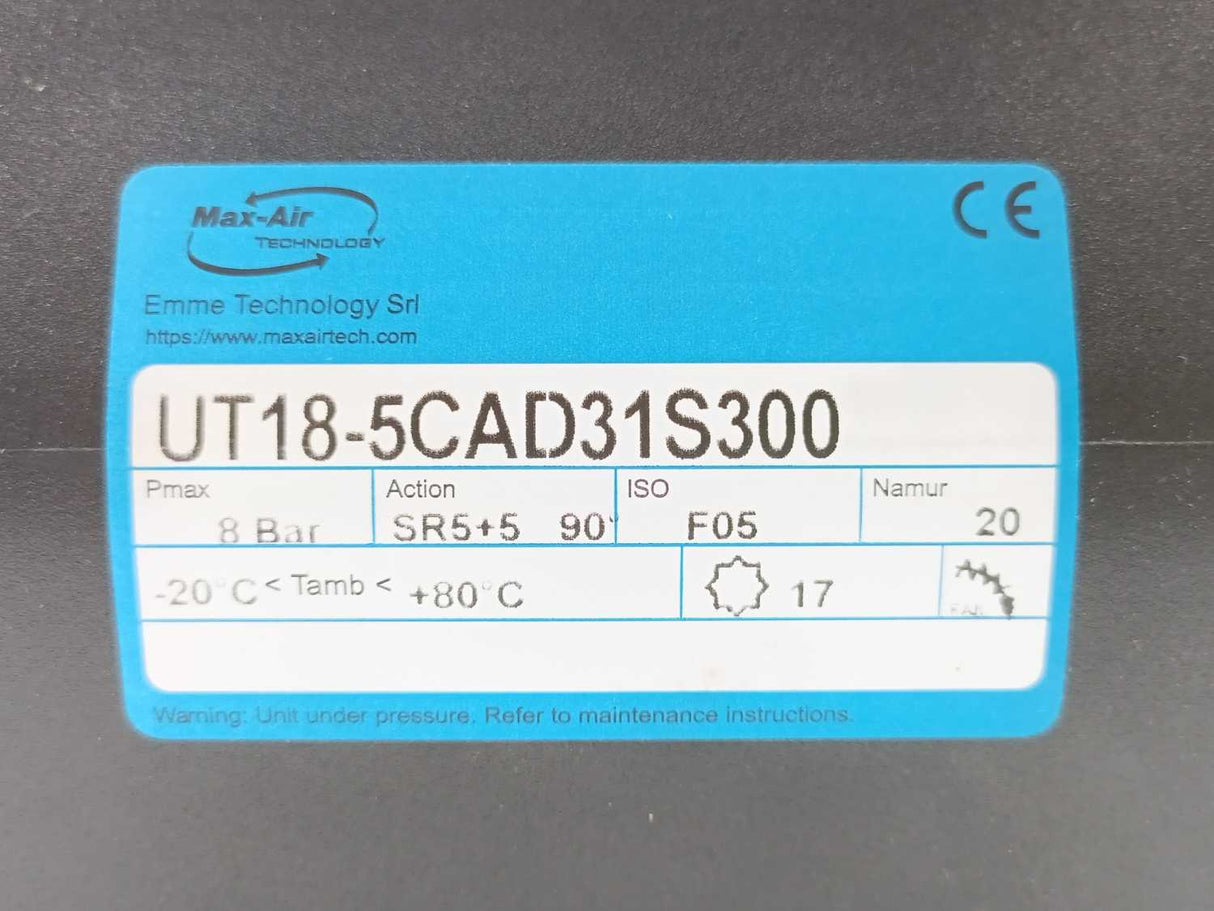 Max-Air
TECHNOLOGY
CE
Emme Technology Srl
https://www.maxairtech.com
UT18-5CAD31S300
Pmax Action ISO Namur
8 Bar SR5+5 90° F05 20
-20°C < Tamb < +80°C 17
Warning: Unit under pressure. Refer to maintenance instructions.